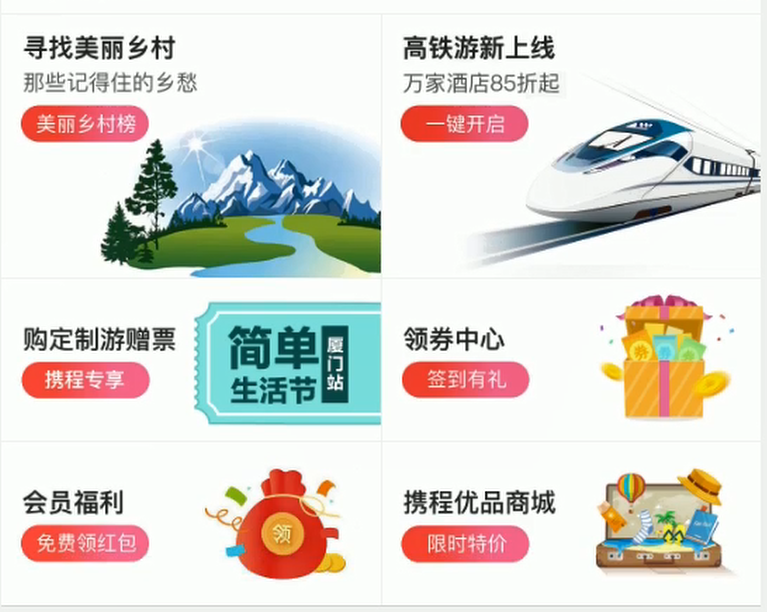 寻找美丽乡村
那些记得住的乡愁
美丽乡村榜
高铁游新上线
万家酒店85折起
一键开启
购定制游赠票
携程专享
简单
生活节
厦门站
领券中心
签到有礼
券
券
会员福利
免费领红包
领
携程优品商城
限时特价